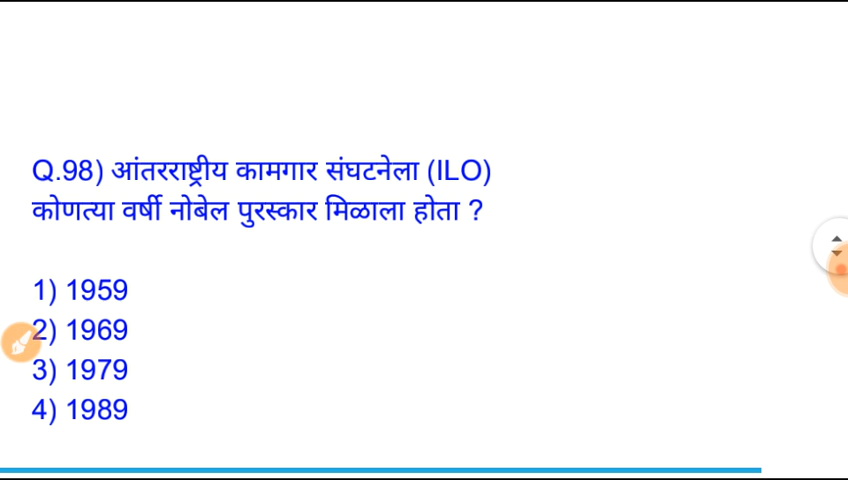 Q.98) आंतरराष्ट्रीय कामगार संघटनेला (ILO)
कोणत्या वर्षी नोबेल पुरस्कार मिळाला होता ?
1) 1959
2) 1969
3) 1979
4) 1989